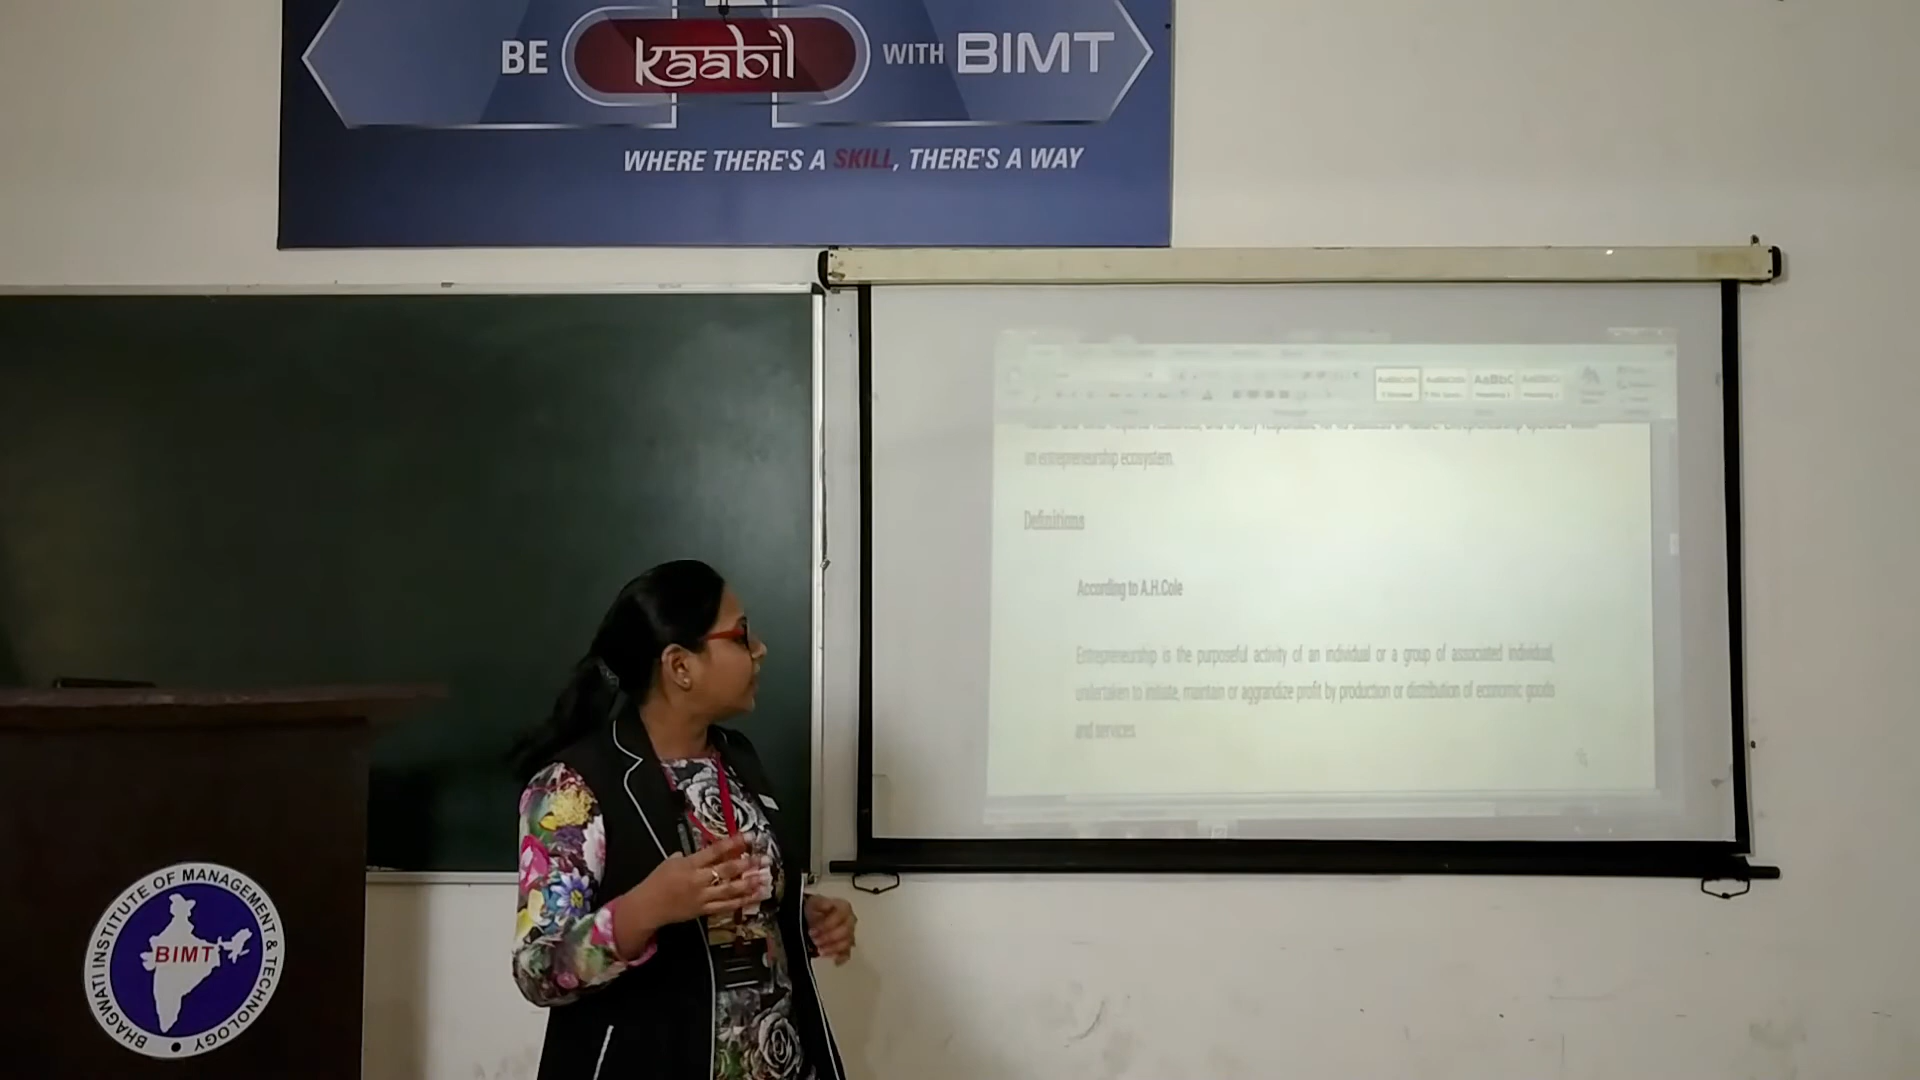 BE kaabil WITH BIMT
WHERE THERE'S A SKILL, THERE'S A WAY
an entrepreneurship ecosystem.
Definitions
According to A.H.Cole
Entrepreneurship is the purposeful activity of an individual or a group of associated individual,
undertaken to initiate, maintain or aggrandize profit by production or distribution of economic goods
and services.
BHAGWATI INSTITUTE OF MANAGEMENT & TECHNOLOGY
BIMT